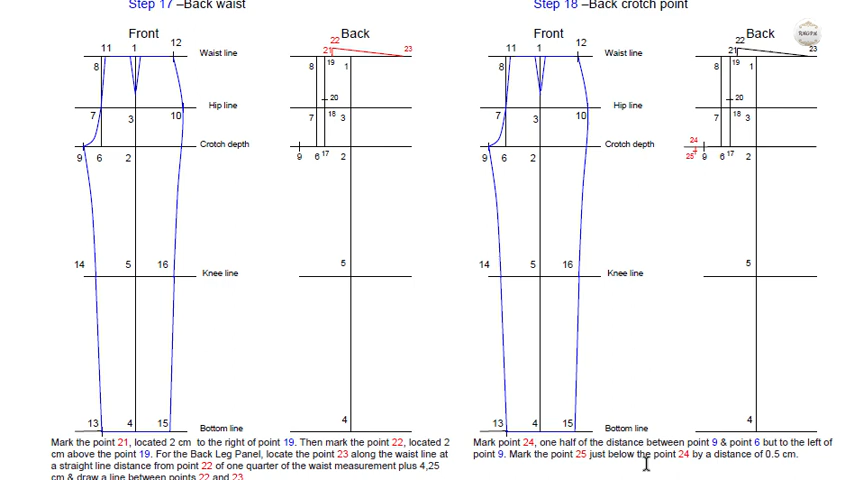 Step 17 –Back waist
Front
Back
11 1 12
22
21
23
Waist line
8
8 19 1
20
Hip line
7 3 10
7 18 3
Crotch depth
9 6 2
9 6 17 2
14 5 16
Knee line
5
13 4 15
4
Bottom line
Mark the point 21, located 2 cm to the right of point 19. Then mark the point 22, located 2
cm above the point 19. For the Back Leg Panel, locate the point 23 along the waist line at
a straight line distance from point 22 of one quarter of the waist measurement plus 4,25
cm & draw a line between points 22 and 23.
Step 18 –Back crotch point
Front
Back
11 1 12
22
21
23
Waist line
8
8 19 1
20
Hip line
7 3 10
7 18 3
Crotch depth
24
25 9 6 17 2
9 6 2
14 5 16
Knee line
5
13 4 15
4
Bottom line
Mark point 24, one half of the distance between point 9 & point 6 but to the left of
point 9. Mark the point 25 just below the point 24 by a distance of 0.5 cm.